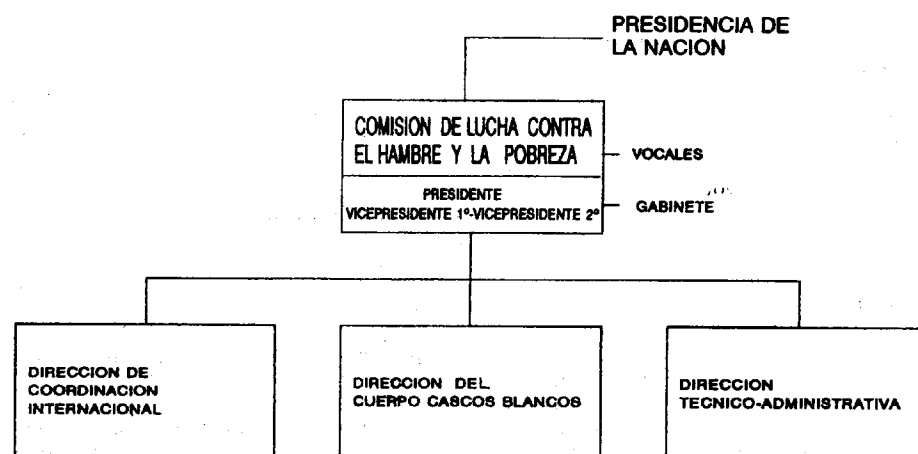 PRESIDENCIA DE
LA NACION
COMISION DE LUCHA CONTRA
EL HAMBRE Y LA POBREZA
VOCALES
PRESIDENTE
VICEPRESIDENTE 1º-VICEPRESIDENTE 2º
GABINETE
DIRECCION DE
COORDINACION
INTERNACIONAL
DIRECCION DEL
CUERPO CASCOS BLANCOS
DIRECCION
TECNICO-ADMINISTRATIVA